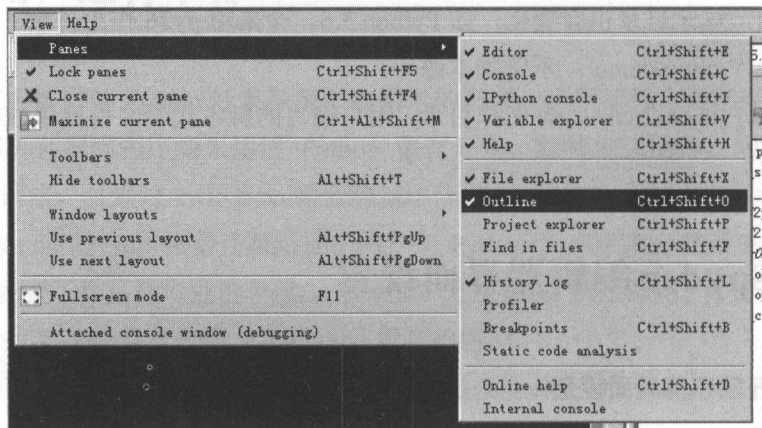 View Help
Panes
Lock panes Ctrl+Shift+F5
Close current pane Ctrl+Shift+F4
Maximize current pane Ctrl+Alt+Shift+M
Toolbars
Hide toolbars Alt+Shift+T
Window layouts
Use previous layout Alt+Shift+PgUp
Use next layout Alt+Shift+PgDown
Fullscreen mode F11
Attached console window (debugging)
Editor Ctrl+Shift+E
Console Ctrl+Shift+C
IPython console Ctrl+Shift+I
Variable explorer Ctrl+Shift+V
Help Ctrl+Shift+H
File explorer Ctrl+Shift+X
Outline Ctrl+Shift+O
Project explorer Ctrl+Shift+P
Find in files Ctrl+Shift+F
History log Ctrl+Shift+L
Profiler
Breakpoints Ctrl+Shift+B
Static code analysis
Online help Ctrl+Shift+D
Internal console